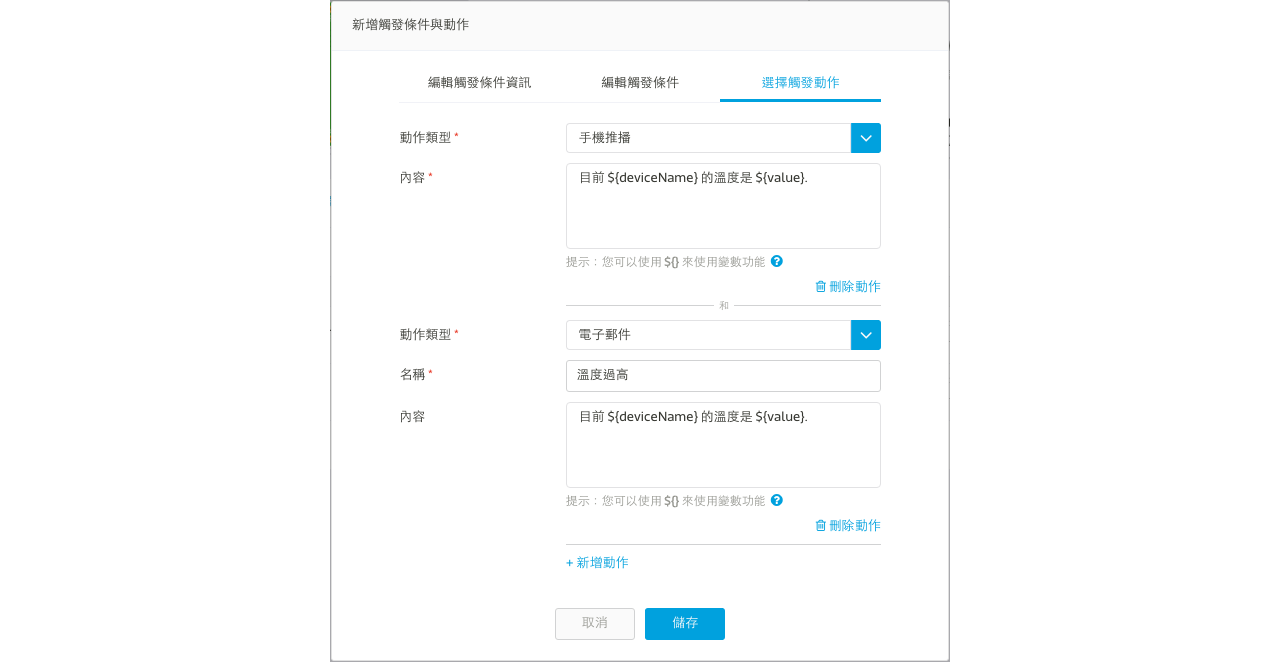 新增觸發條件與動作
編輯觸發條件資訊 編輯觸發條件 選擇觸發動作
動作類型 * 手機推播
內容 * 目前 ${deviceName} 的溫度是 ${value}.
提示：您可以使用 ${} 來使用變數功能
刪除動作
和
動作類型 * 電子郵件
名稱 * 溫度過高
內容 目前 ${deviceName} 的溫度是 ${value}.
提示：您可以使用 ${} 來使用變數功能
刪除動作
+ 新增動作
取消 儲存